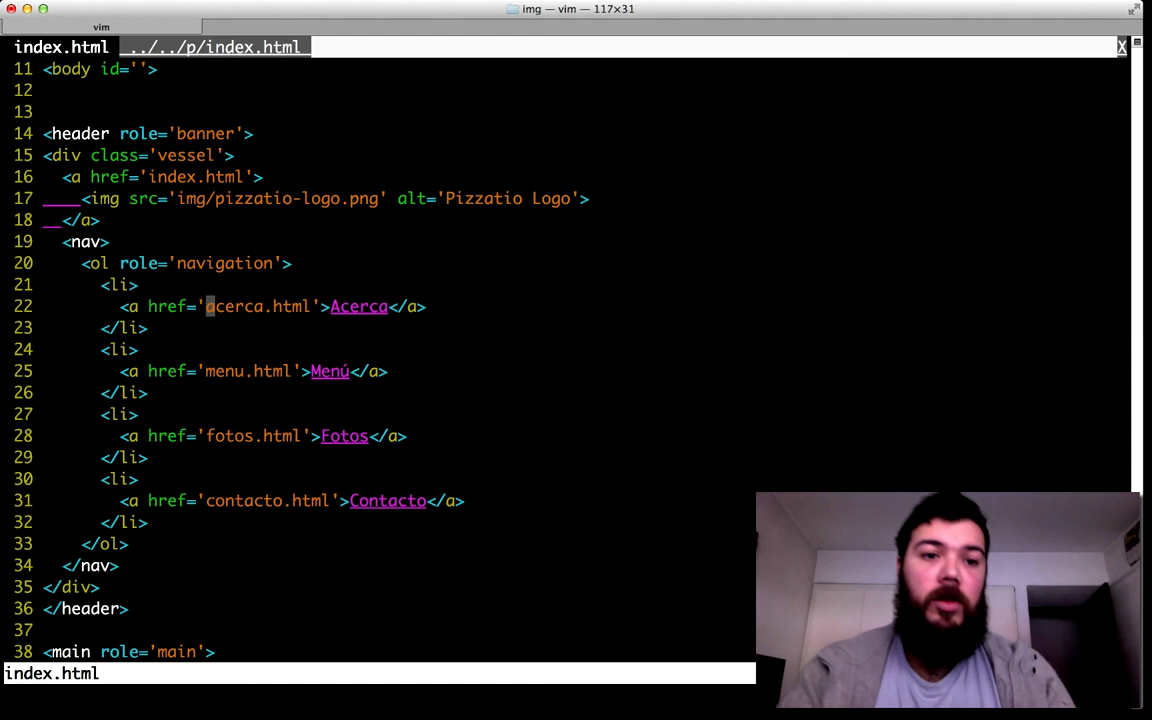 img — vim — 117×31
vim
index.html ../../p/index.html X
11 <body id=''>
12
13
14 <header role='banner'>
15 <div class='vessel'>
16   <a href='index.html'>
17     <img src='img/pizzatio-logo.png' alt='Pizzatio Logo'>
18   </a>
19   <nav>
20     <ol role='navigation'>
21       <li>
22         <a href='acerca.html'>Acerca</a>
23       </li>
24       <li>
25         <a href='menu.html'>Menú</a>
26       </li>
27       <li>
28         <a href='fotos.html'>Fotos</a>
29       </li>
30       <li>
31         <a href='contacto.html'>Contacto</a>
32       </li>
33     </ol>
34   </nav>
35 </div>
36 </header>
37
38 <main role='main'>
index.html